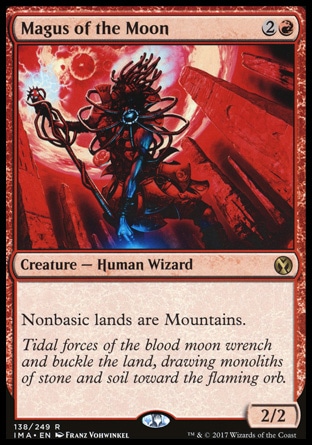 Magus of the Moon 2
Creature — Human Wizard
Nonbasic lands are Mountains.
Tidal forces of the blood moon wrench
and buckle the land, drawing monoliths
of stone and soil toward the flaming orb.
2/2
138/249 R
IMA • EN Franz Vohwinkel ™ & © 2017 Wizards of the Coast